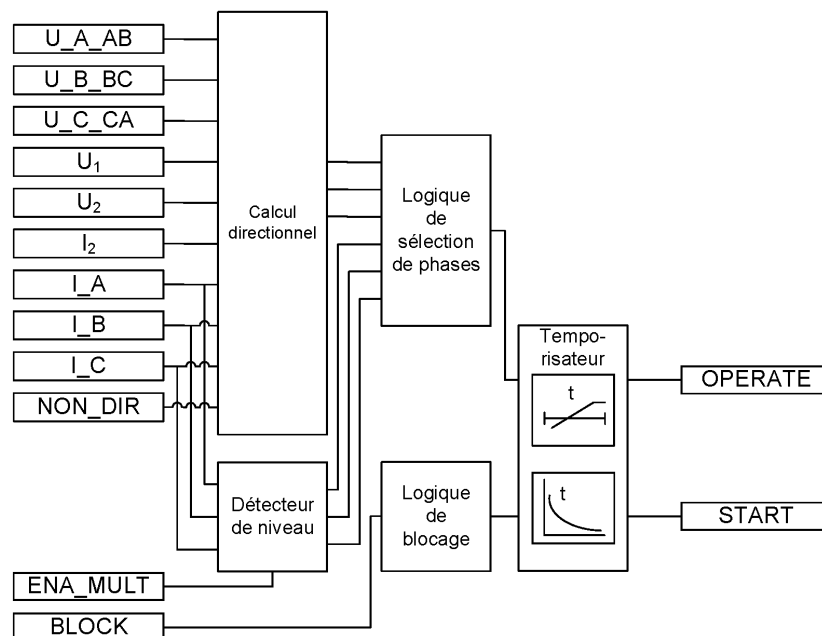 U_A_AB
U_B_BC
U_C_CA
U₁
U₂
I₂
I_A
I_B
I_C
NON_DIR
ENA_MULT
BLOCK
Calcul
directionnel
Détecteur
de niveau
Logique
de
sélection
de phases
Logique
de
blocage
Tempo-
risateur
t
t
OPERATE
START